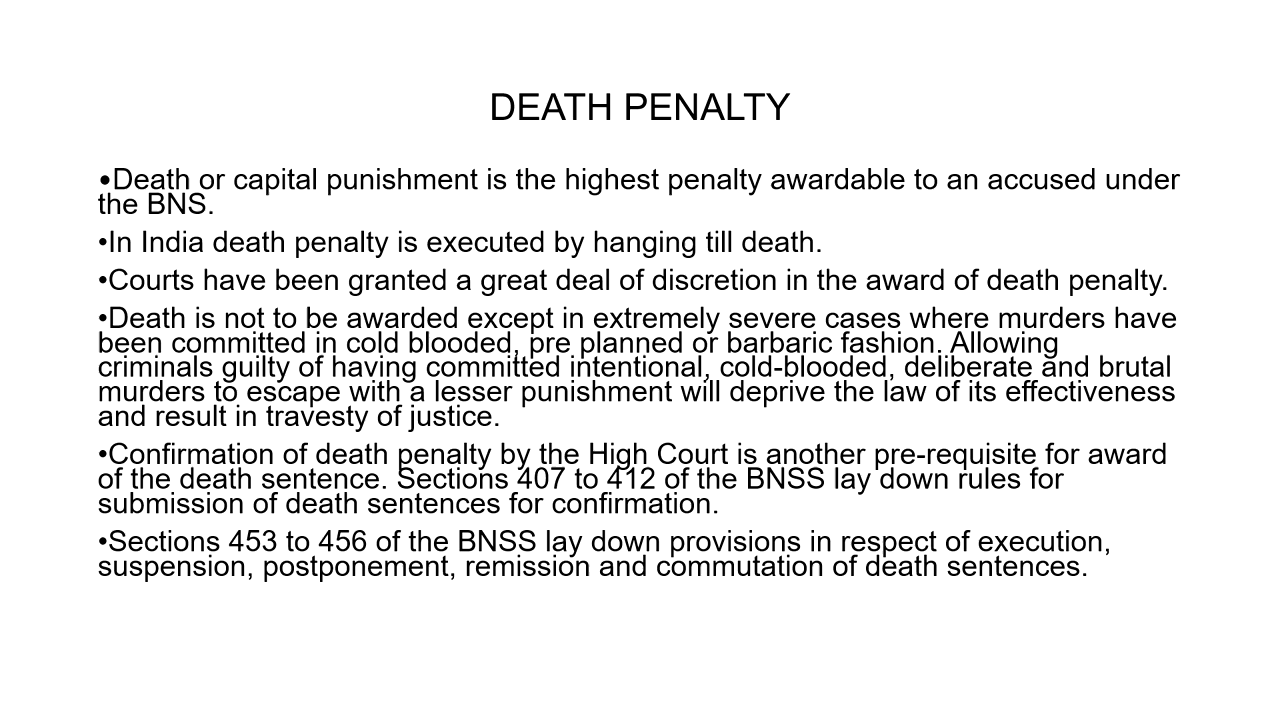 DEATH PENALTY
•Death or capital punishment is the highest penalty awardable to an accused under
the BNS.
•In India death penalty is executed by hanging till death.
•Courts have been granted a great deal of discretion in the award of death penalty.
•Death is not to be awarded except in extremely severe cases where murders have
been committed in cold blooded, pre planned or barbaric fashion. Allowing
criminals guilty of having committed intentional, cold-blooded, deliberate and brutal
murders to escape with a lesser punishment will deprive the law of its effectiveness
and result in travesty of justice.
•Confirmation of death penalty by the High Court is another pre-requisite for award
of the death sentence. Sections 407 to 412 of the BNSS lay down rules for
submission of death sentences for confirmation.
•Sections 453 to 456 of the BNSS lay down provisions in respect of execution,
suspension, postponement, remission and commutation of death sentences.